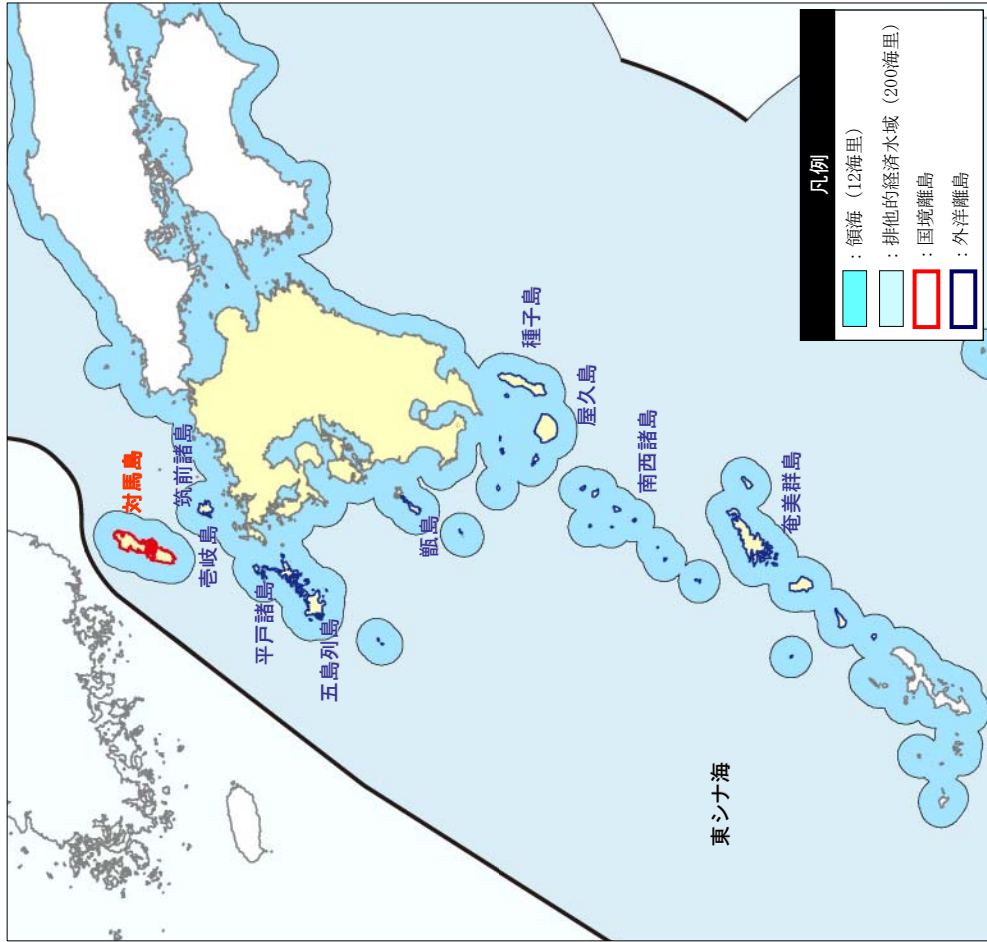 対馬島
筑前諸島
壱岐島
平戸諸島
五島列島
甑島
種子島
屋久島
南西諸島
奄美群島
東シナ海
凡例
：領海（12海里）
：排他的経済水域（200海里）
：国境離島
：外洋離島